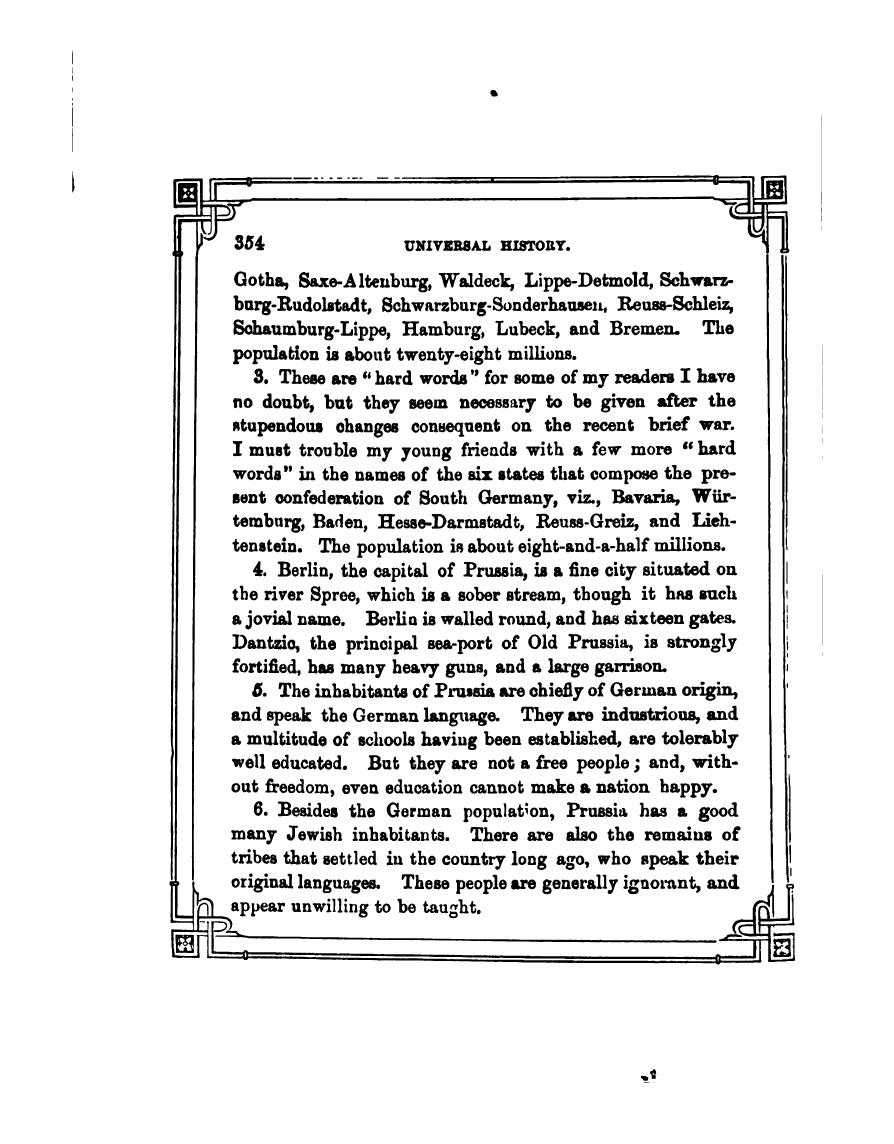 354 UNIVERSAL HISTORY.
Gotha, Saxe-Altenburg, Waldeck, Lippe-Detmold, Schwarz-
burg-Rudolstadt, Schwarzburg-Sonderhausen, Reuss-Schleiz,
Schaumburg-Lippe, Hamburg, Lubeck, and Bremen. The
population is about twenty-eight millions.
3. These are “hard words” for some of my readers I have
no doubt, but they seem necessary to be given after the
stupendous changes consequent on the recent brief war.
I must trouble my young friends with a few more “hard
words” in the names of the six states that compose the pre-
sent confederation of South Germany, viz., Bavaria, Wür-
temburg, Baden, Hesse-Darmstadt, Reuss-Greiz, and Lich-
tenstein. The population is about eight-and-a-half millions.
4. Berlin, the capital of Prussia, is a fine city situated on
the river Spree, which is a sober stream, though it has such
a jovial name. Berlin is walled round, and has sixteen gates.
Dantzic, the principal sea-port of Old Prussia, is strongly
fortified, has many heavy guns, and a large garrison.
5. The inhabitants of Prussia are chiefly of German origin,
and speak the German language. They are industrious, and
a multitude of schools having been established, are tolerably
well educated. But they are not a free people; and, with-
out freedom, even education cannot make a nation happy.
6. Besides the German population, Prussia has a good
many Jewish inhabitants. There are also the remains of
tribes that settled in the country long ago, who speak their
original languages. These people are generally ignorant, and
appear unwilling to be taught.